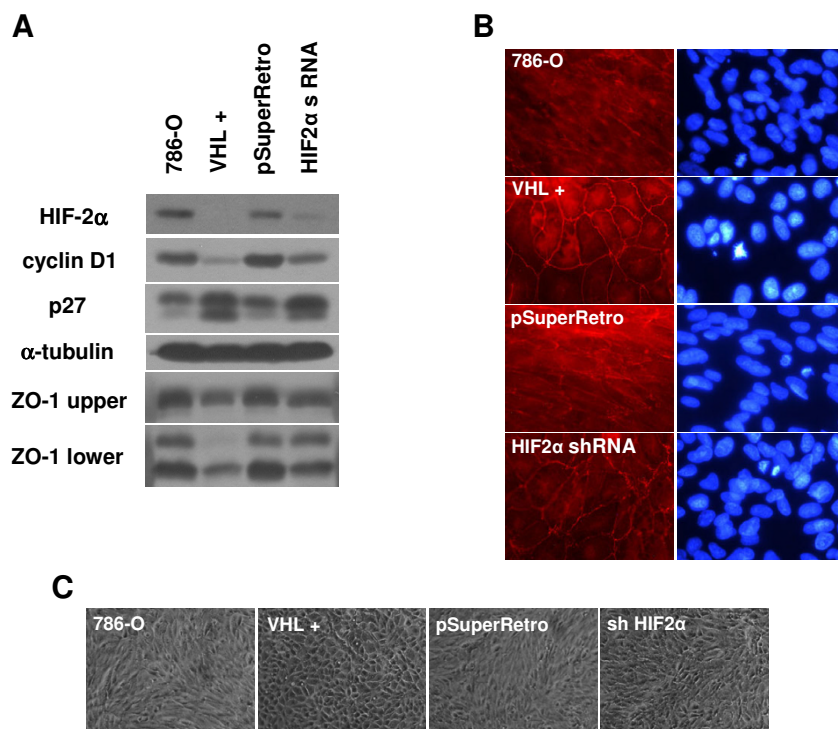 A
786-O
VHL +
pSuperRetro
HIF2α s RNA
HIF-2α
cyclin D1
p27
α-tubulin
ZO-1 upper
ZO-1 lower
B
786-O
VHL +
pSuperRetro
HIF2α shRNA
C
786-O
VHL +
pSuperRetro
sh HIF2α